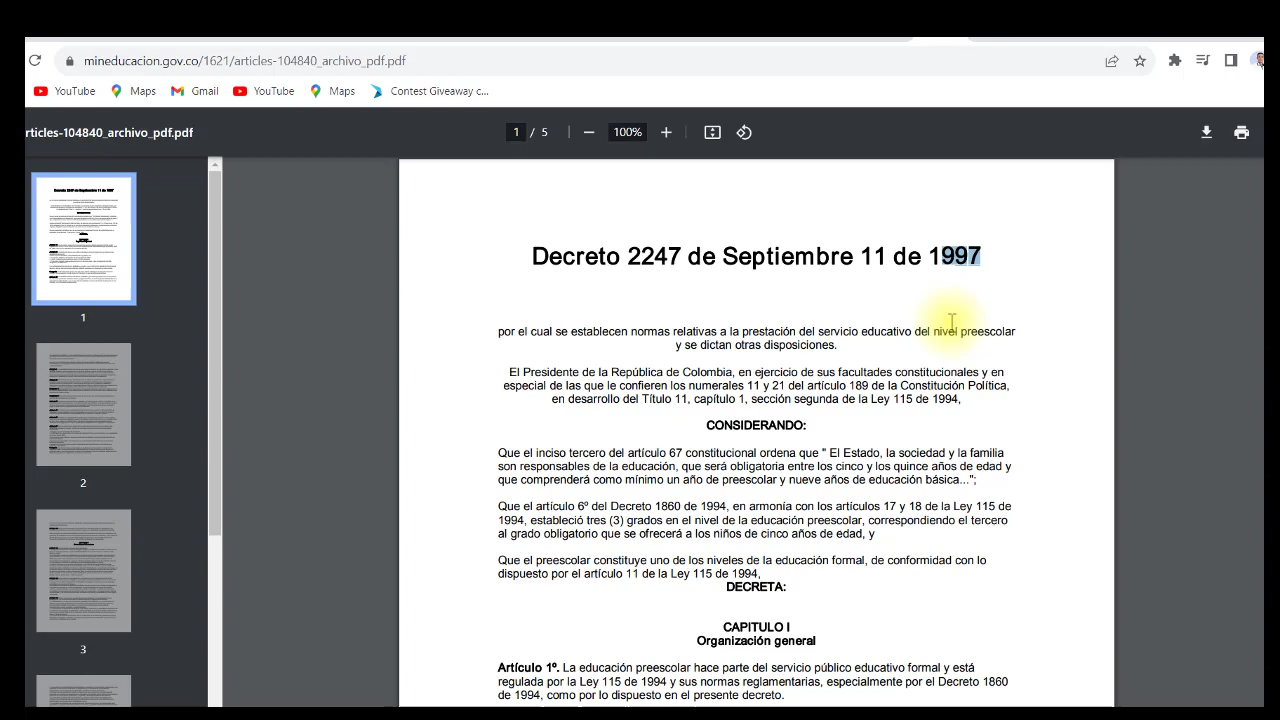 mineducacion.gov.co/1621/articles-104840_archivo_pdf.pdf
YouTube Maps Gmail YouTube Maps Contest Giveaway c...
rticles-104840_archivo_pdf.pdf 1 / 5 100%
Decreto 2247 de Septiembre 11 de 1997
por el cual se establecen normas relativas a la prestación del servicio educativo del nivel preescolar
y se dictan otras disposiciones.
El Presidente de la República de Colombia, en ejercicio de sus facultades constitucionales y en
especial de las que le confieren los numerales 11 y 21 del artículo 189 de la Constitución Política,
en desarrollo del Título 11, capítulo 1, sección segunda de la Ley 115 de 1994,
CONSIDERANDO:
Que el inciso tercero del artículo 67 constitucional ordena que " El Estado, la sociedad y la familia
son responsables de la educación, que será obligatoria entre los cinco y los quince años de edad y
que comprenderá como mínimo un año de preescolar y nueve años de educación básica...";
Que el artículo 6º del Decreto 1860 de 1994, en armonía con los artículos 17 y 18 de la Ley 115 de
1994, estableció tres (3) grados en el nivel de la educación preescolar, correspondiendo el tercero
al grado obligatorio que se ofrecerá a los niños de cinco años de edad, y
Que el preescolar constituye uno de los niveles de la educación formal, de conformidad con lo
dispuesto por el artículo 11 de la Ley 115 de 1994,
DECRETA:
CAPITULO I
Organización general
Artículo 1º. La educación preescolar hace parte del servicio público educativo formal y está
regulada por la Ley 115 de 1994 y sus normas reglamentarias, especialmente por el Decreto 1860
de 1994, como por lo dispuesto en el presente decreto.
Decreto 2247 de Septiembre 11 de 1997
1
2
3